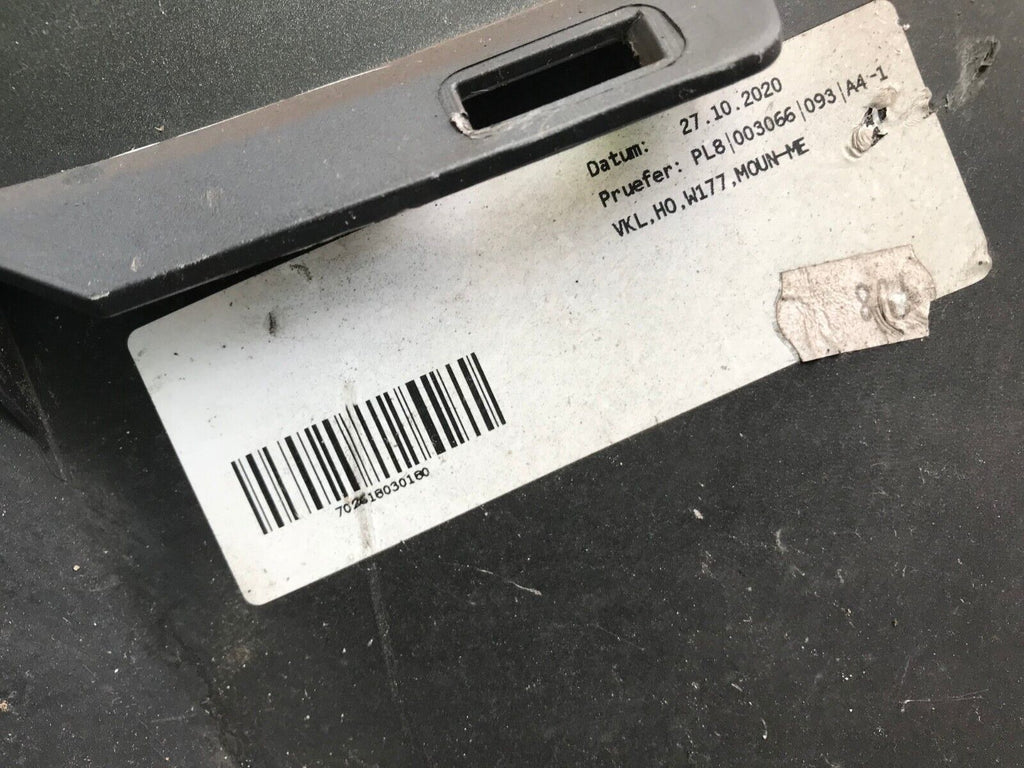 Datum: 27.10.2020
Pruefer: PL8|003066|093|A4-1
VKL,HO,W177,MOUN-ME
702618030180